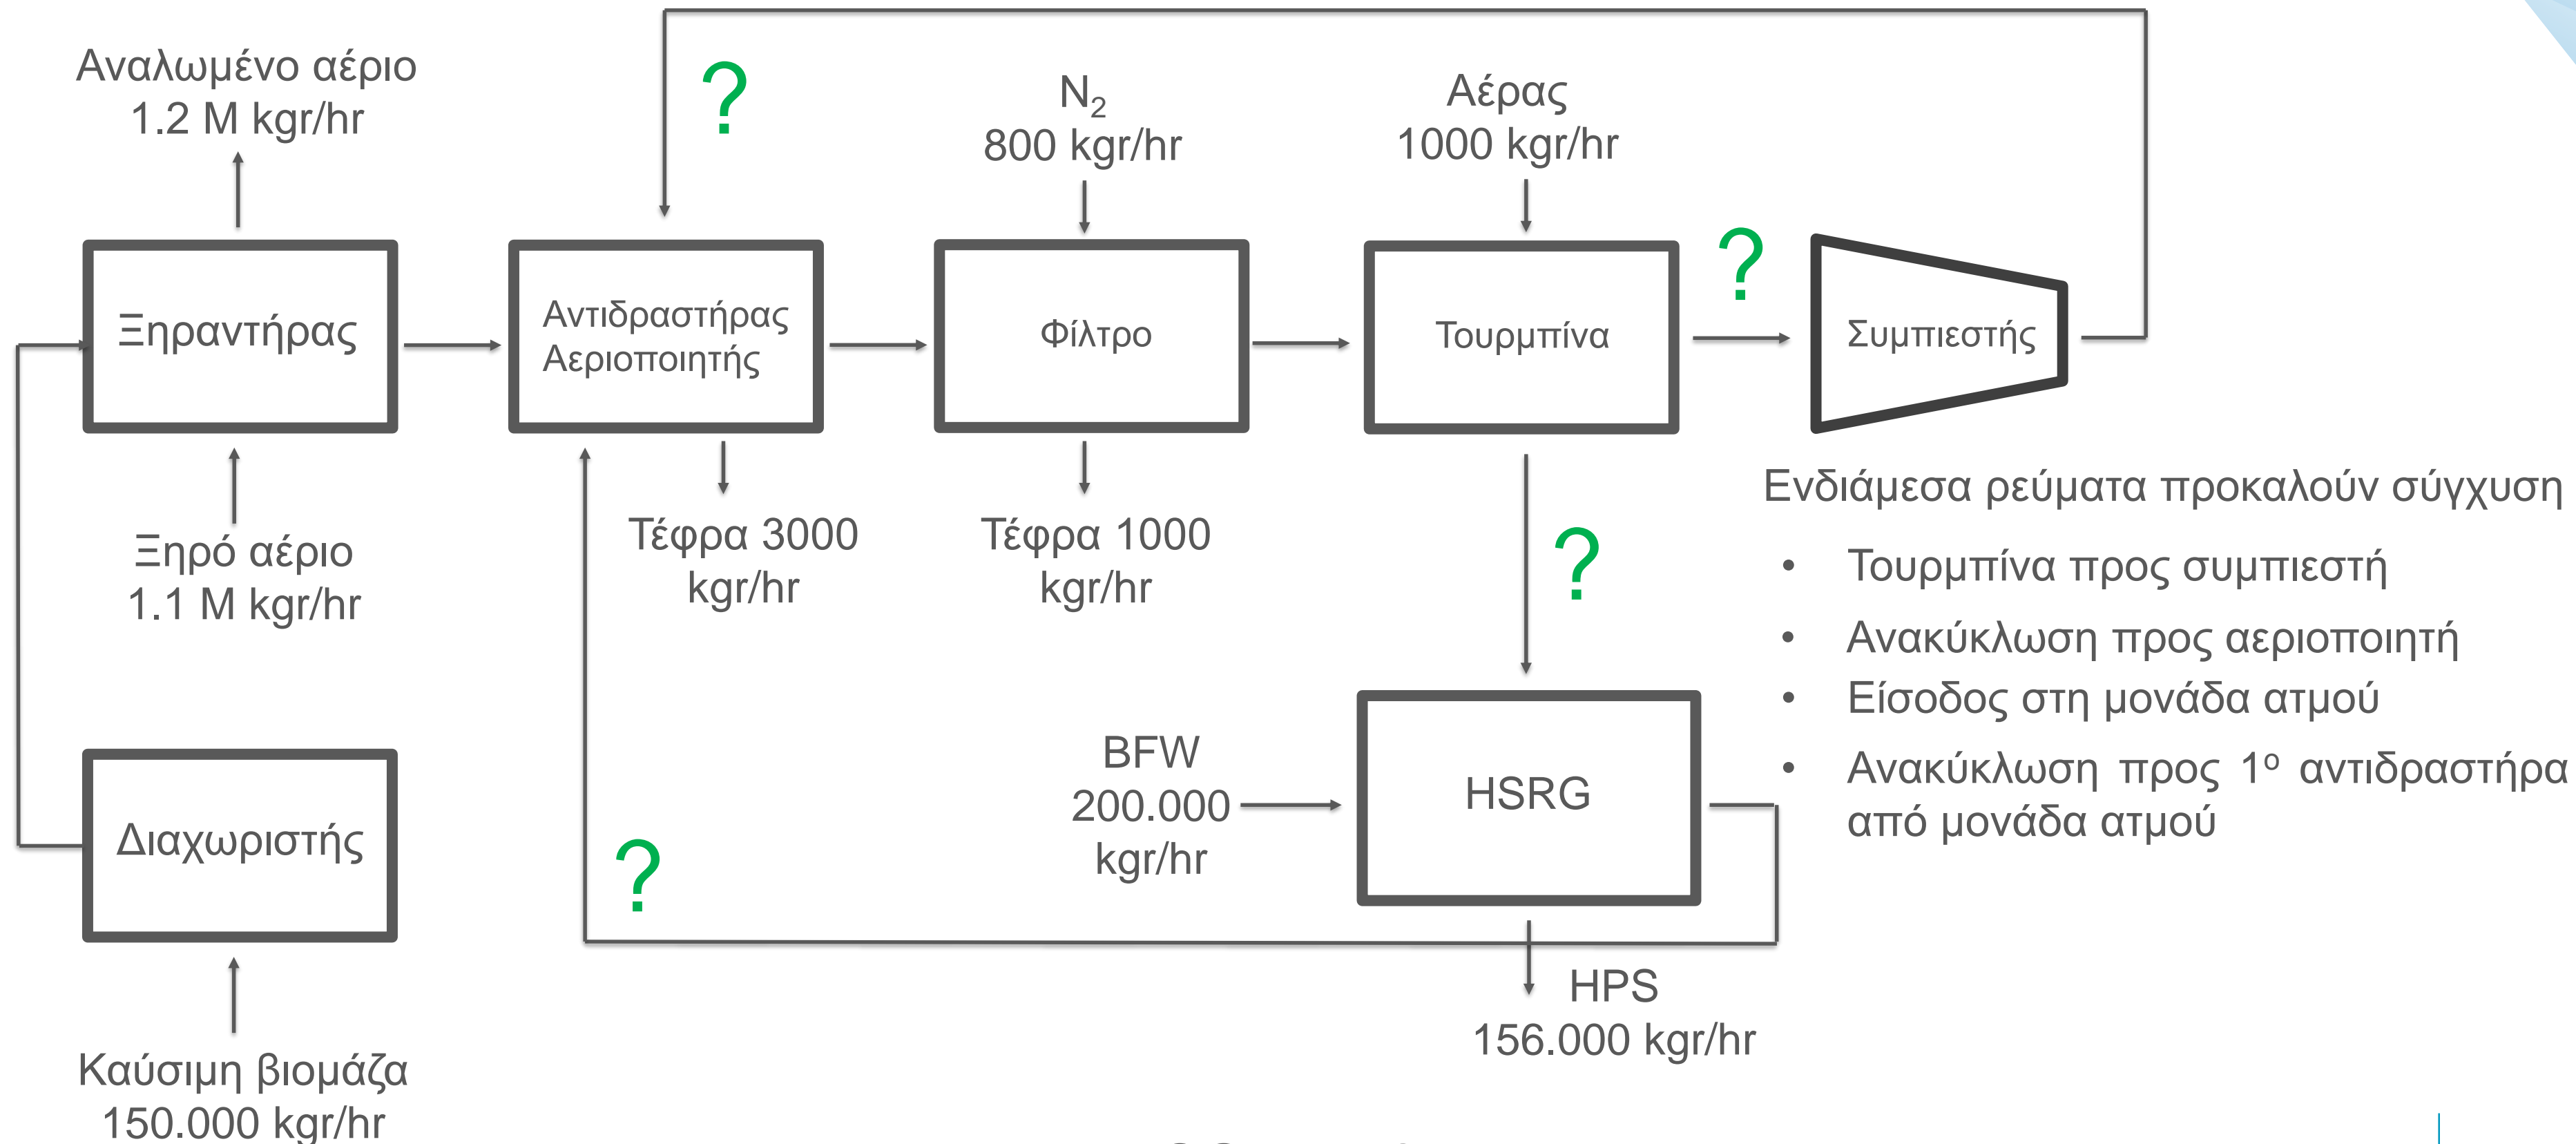 Αναλωμένο αέριο
1.2 M kgr/hr
?
N₂
800 kgr/hr
Αέρας
1000 kgr/hr
?
Ξηραντήρας
Αντιδραστήρας
Αεριοποιητής
Φίλτρο
Τουρμπίνα
Συμπιεστής
Ξηρό αέριο
1.1 M kgr/hr
Τέφρα 3000
kgr/hr
Τέφρα 1000
kgr/hr
?
Ενδιάμεσα ρεύματα προκαλούν σύγχυση
• Τουρμπίνα προς συμπιεστή
• Ανακύκλωση προς αεριοποιητή
• Είσοδος στη μονάδα ατμού
• Ανακύκλωση προς 1º αντιδραστήρα
από μονάδα ατμού
Διαχωριστής
?
BFW
200.000
kgr/hr
HSRG
HPS
156.000 kgr/hr
Καύσιμη βιομάζα
150.000 kgr/hr